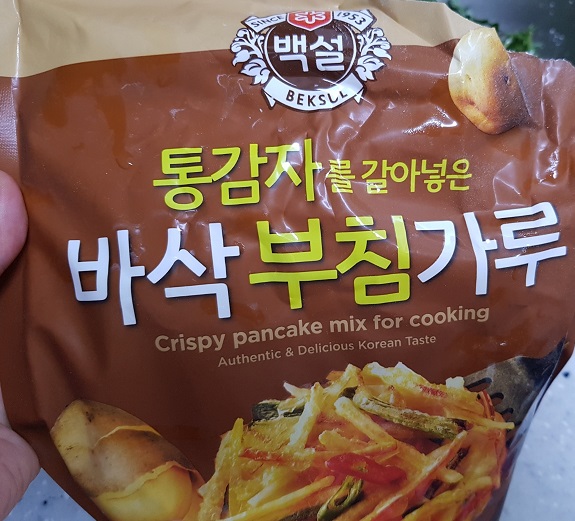 SINCE 1953
백설
BEKSUL
통감자를 갈아넣은
바삭부침가루
Crispy pancake mix for cooking
Authentic & Delicious Korean Taste